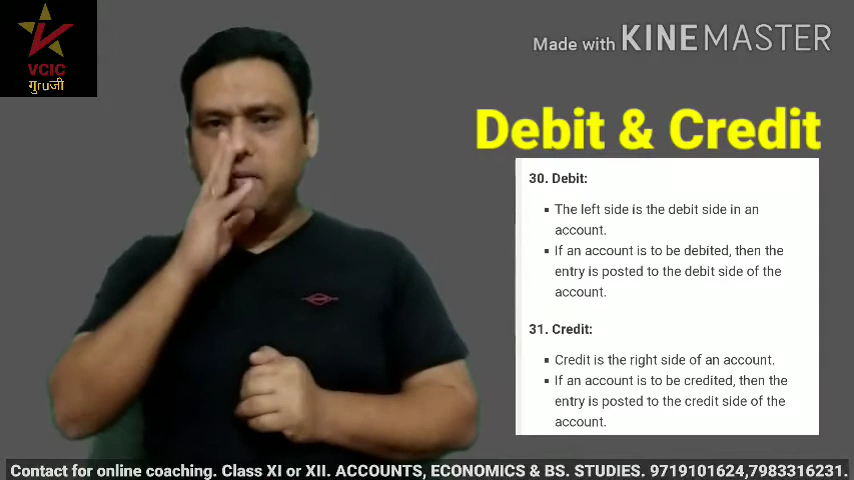 VCIC
गुruजी
Made with KINEMASTER
Debit & Credit
30. Debit:
▪ The left side is the debit side in an
account.
▪ If an account is to be debited, then the
entry is posted to the debit side of the
account.
31. Credit:
▪ Credit is the right side of an account.
▪ If an account is to be credited, then the
entry is posted to the credit side of the
account.
Contact for online coaching. Class XI or XII. ACCOUNTS, ECONOMICS & BS. STUDIES. 9719101624,7983316231.